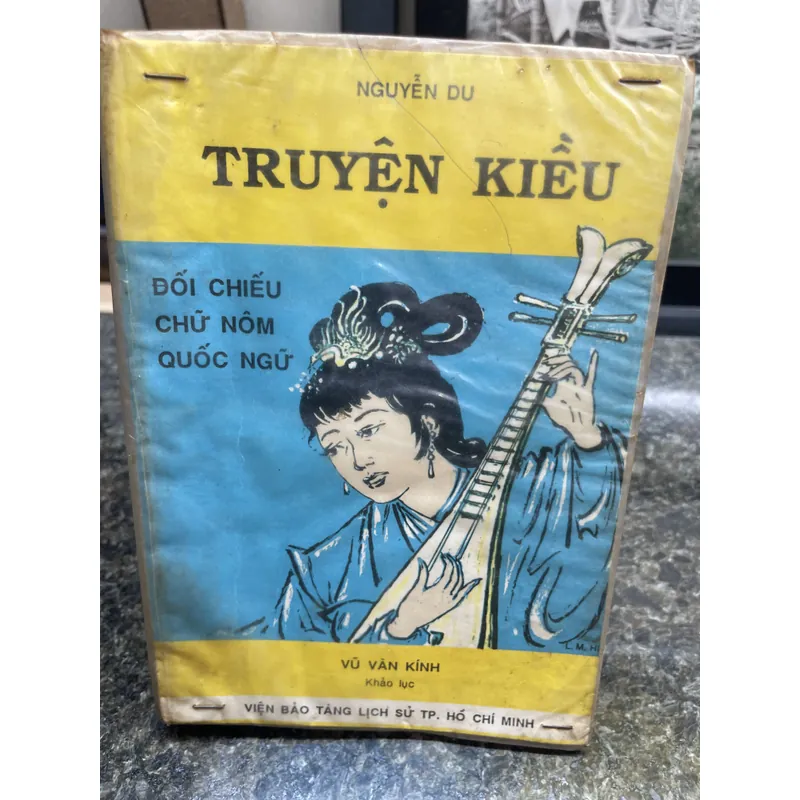 NGUYỄN DU
TRUYỆN KIỀU
ĐỐI CHIẾU
CHỮ NÔM
QUỐC NGỮ
L. M.
VŨ VĂN KÍNH
Khảo lục
VIỆN BẢO TÀNG LỊCH SỬ TP. HỒ CHÍ MINH